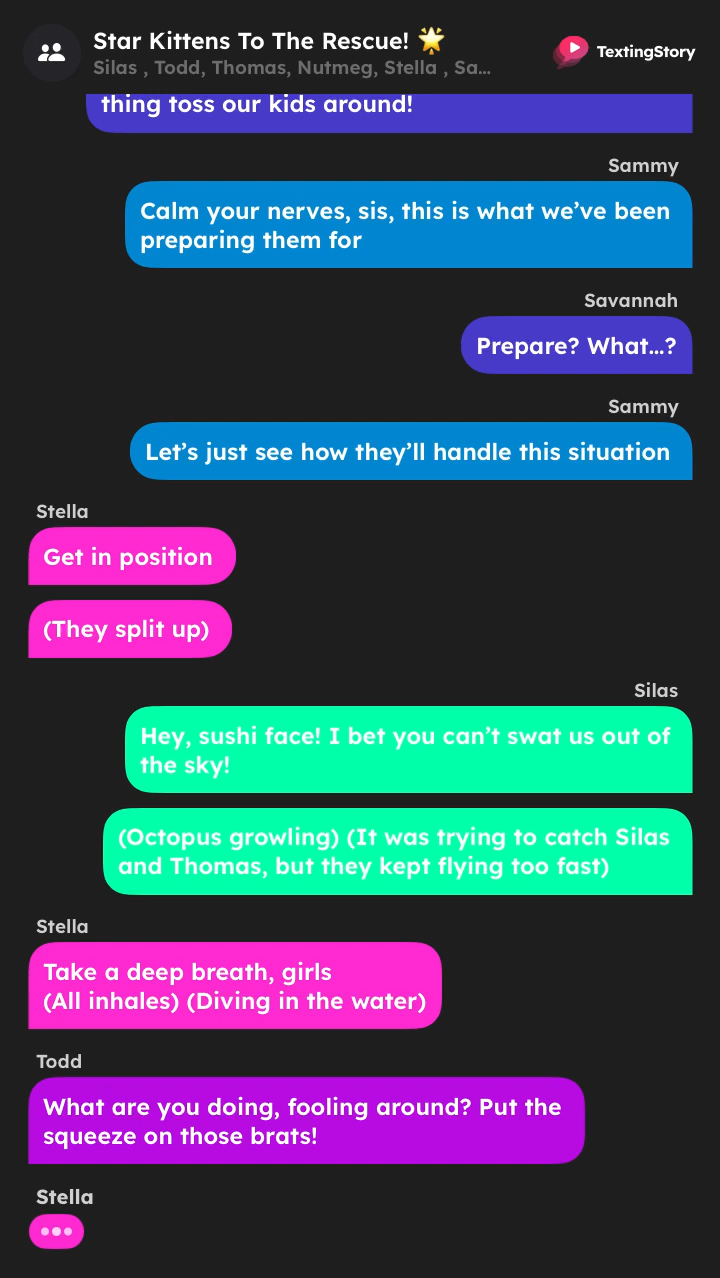 Star Kittens To The Rescue! 🌟
Silas , Todd, Thomas, Nutmeg, Stella , Sa...
TextingStory
thing toss our kids around!
Sammy
Calm your nerves, sis, this is what we’ve been
preparing them for
Savannah
Prepare? What...?
Sammy
Let’s just see how they’ll handle this situation
Stella
Get in position
(They split up)
Silas
Hey, sushi face! I bet you can’t swat us out of
the sky!
(Octopus growling) (It was trying to catch Silas
and Thomas, but they kept flying too fast)
Stella
Take a deep breath, girls
(All inhales) (Diving in the water)
Todd
What are you doing, fooling around? Put the
squeeze on those brats!
Stella